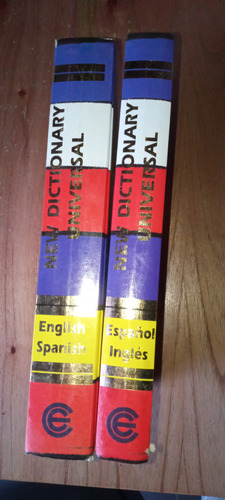 NEW DICTIONARY
UNIVERSAL
English
Spanish
NEW DICTIONARY
UNIVERSAL
Español
Inglés